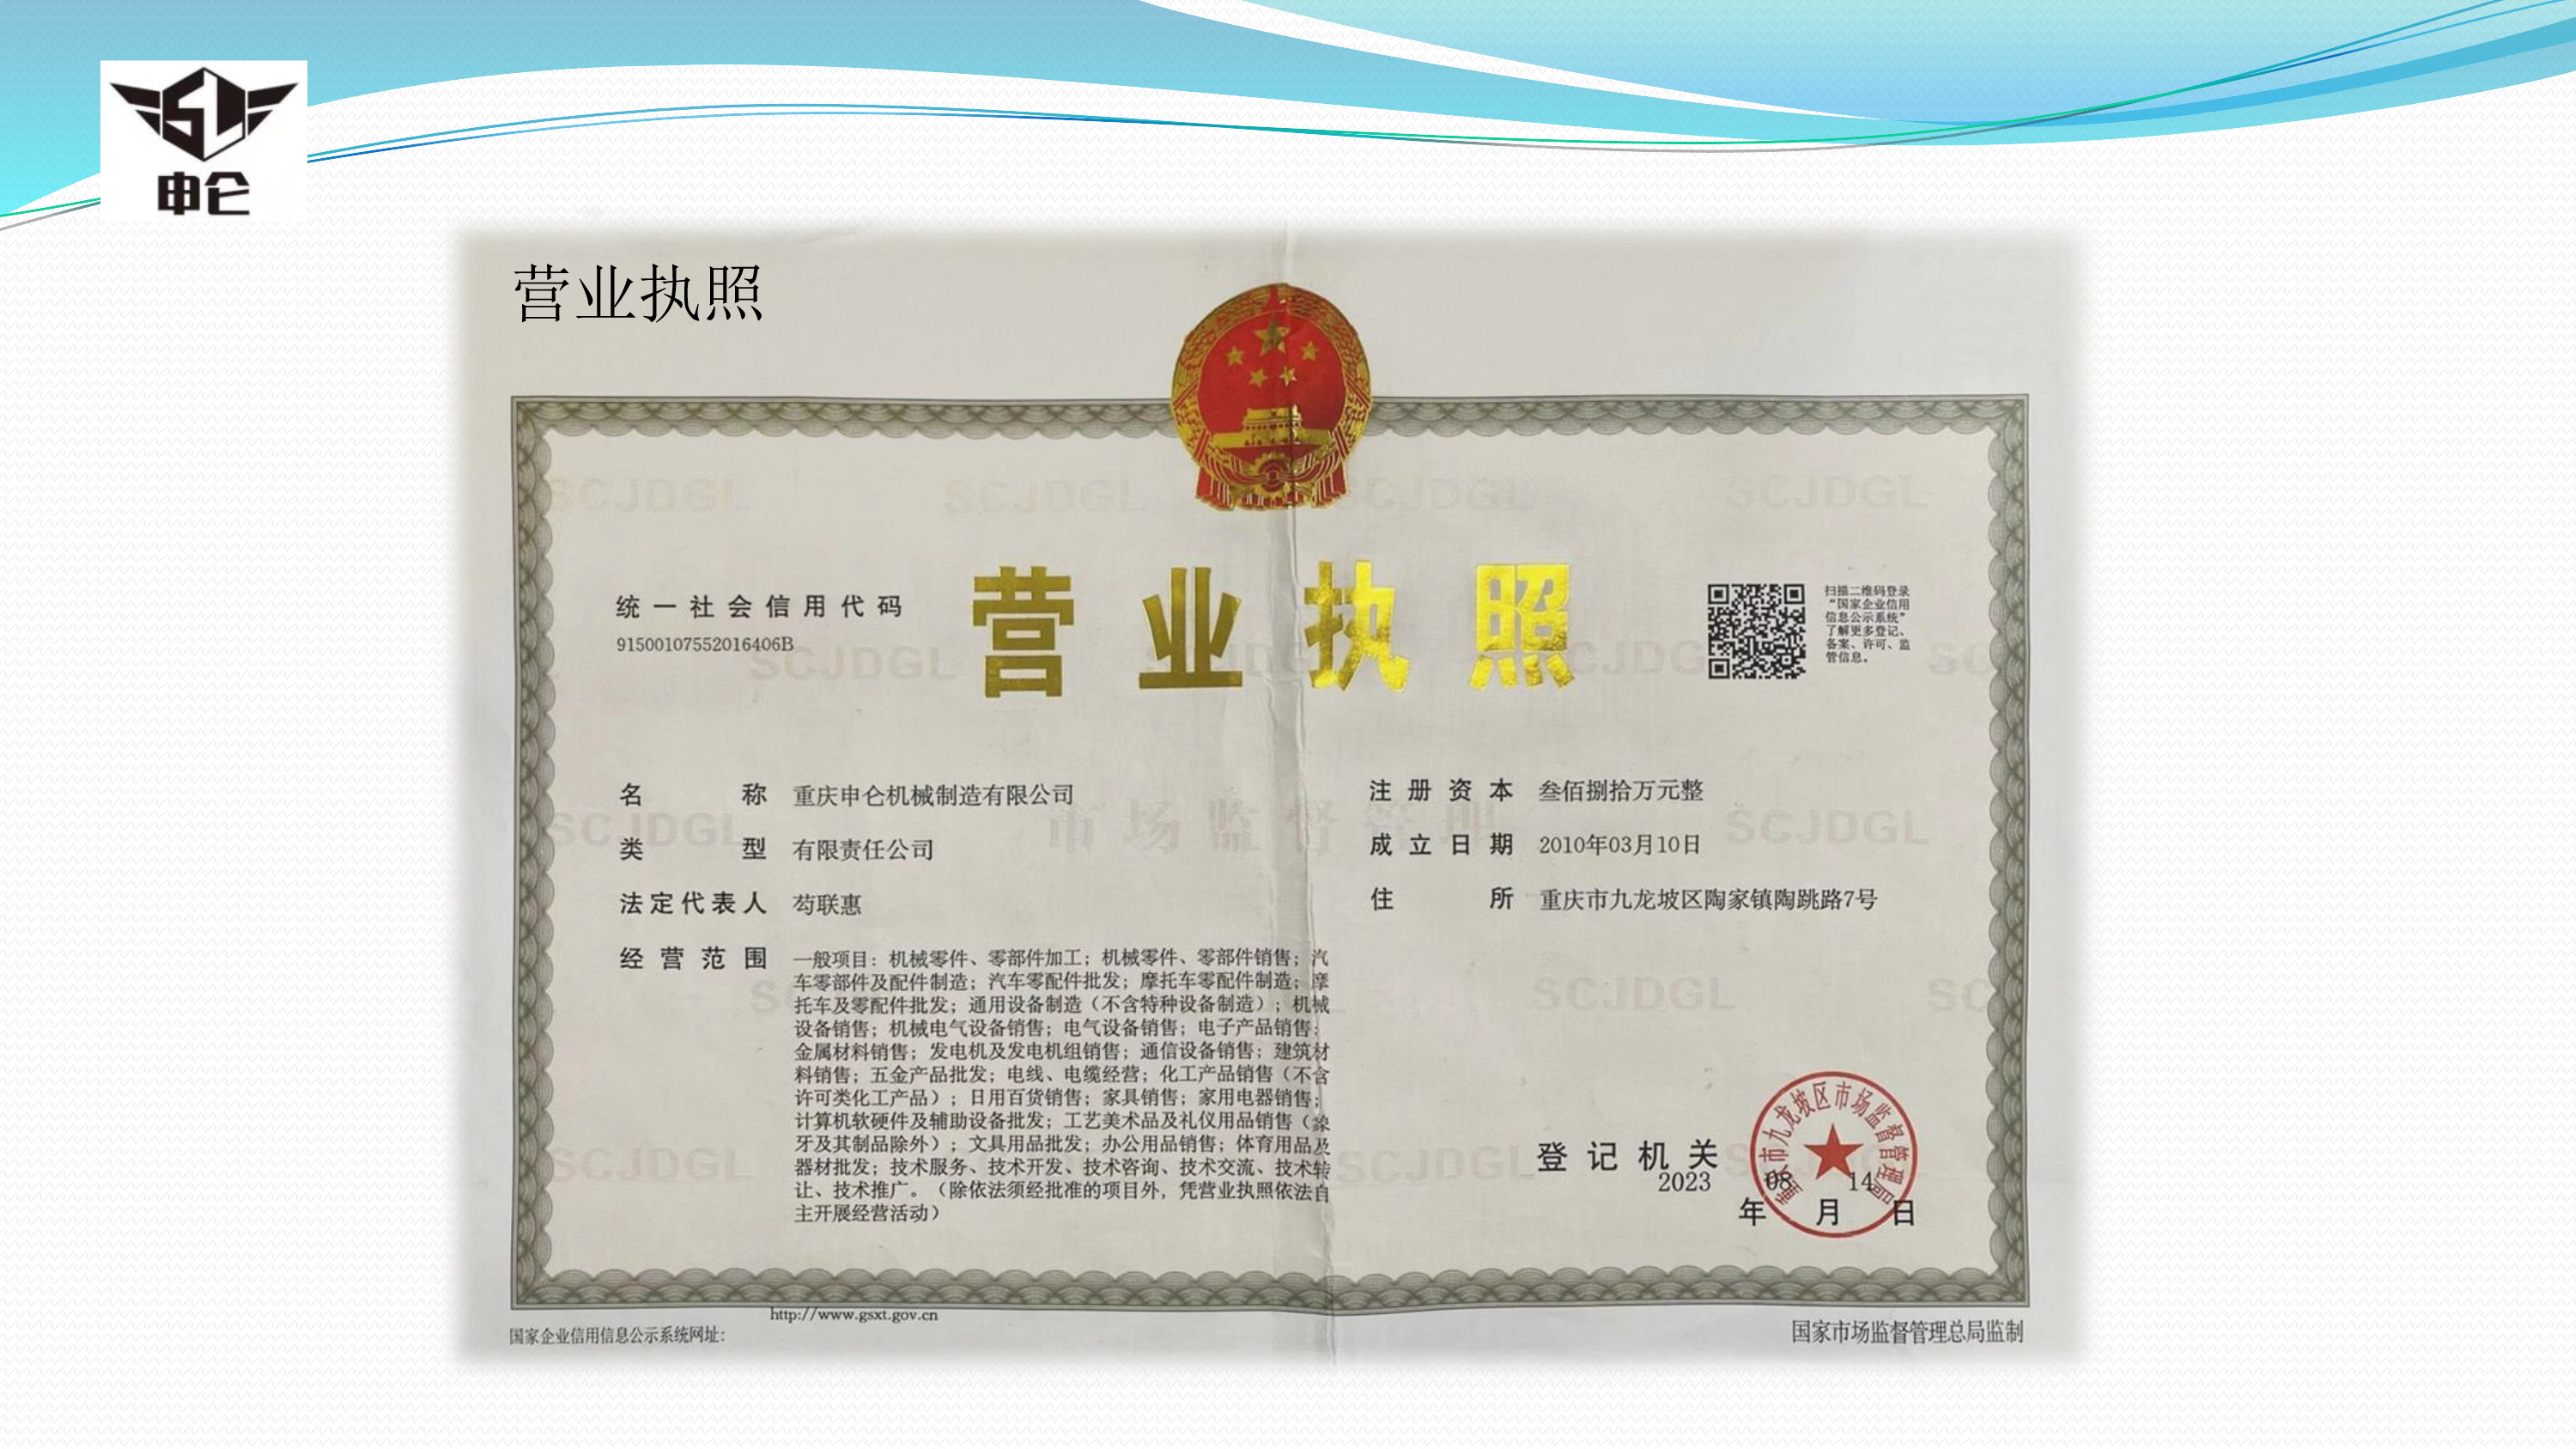 申仑
营业执照
统一社会信用代码
91500107552016406B
营业执照
扫描二维码登录
“国家企业信用
信息公示系统”
了解更多登记、
备案、许可、监
管信息。
名称 重庆申仑机械制造有限公司
类型 有限责任公司
法定代表人 芶联惠
经营范围 一般项目：机械零件、零部件加工；机械零件、零部件销售；汽
车零部件及配件制造；汽车零配件批发；摩托车零配件制造；摩
托车及零配件批发；通用设备制造（不含特种设备制造）；机械
设备销售；机械电气设备销售；电气设备销售；电子产品销售；
金属材料销售；发电机及发电机组销售；通信设备销售；建筑材
料销售；五金产品批发；电线、电缆经营；化工产品销售（不含
许可类化工产品）；日用百货销售；家具销售；家用电器销售；
计算机软硬件及辅助设备批发；工艺美术品及礼仪用品销售（象
牙及其制品除外）；文具用品批发；办公用品销售；体育用品及
器材批发；技术服务、技术开发、技术咨询、技术交流、技术转
让、技术推广。（除依法须经批准的项目外，凭营业执照依法自
主开展经营活动）
注册资本 叁佰捌拾万元整
成立日期 2010年03月10日
住所 重庆市九龙坡区陶家镇陶跳路7号
登记机关
重庆市九龙坡区市场监督管理局
2023年08月14日
http://www.gsxt.gov.cn
国家企业信用信息公示系统网址：
国家市场监督管理总局监制
SCJDGL
市场监督管理